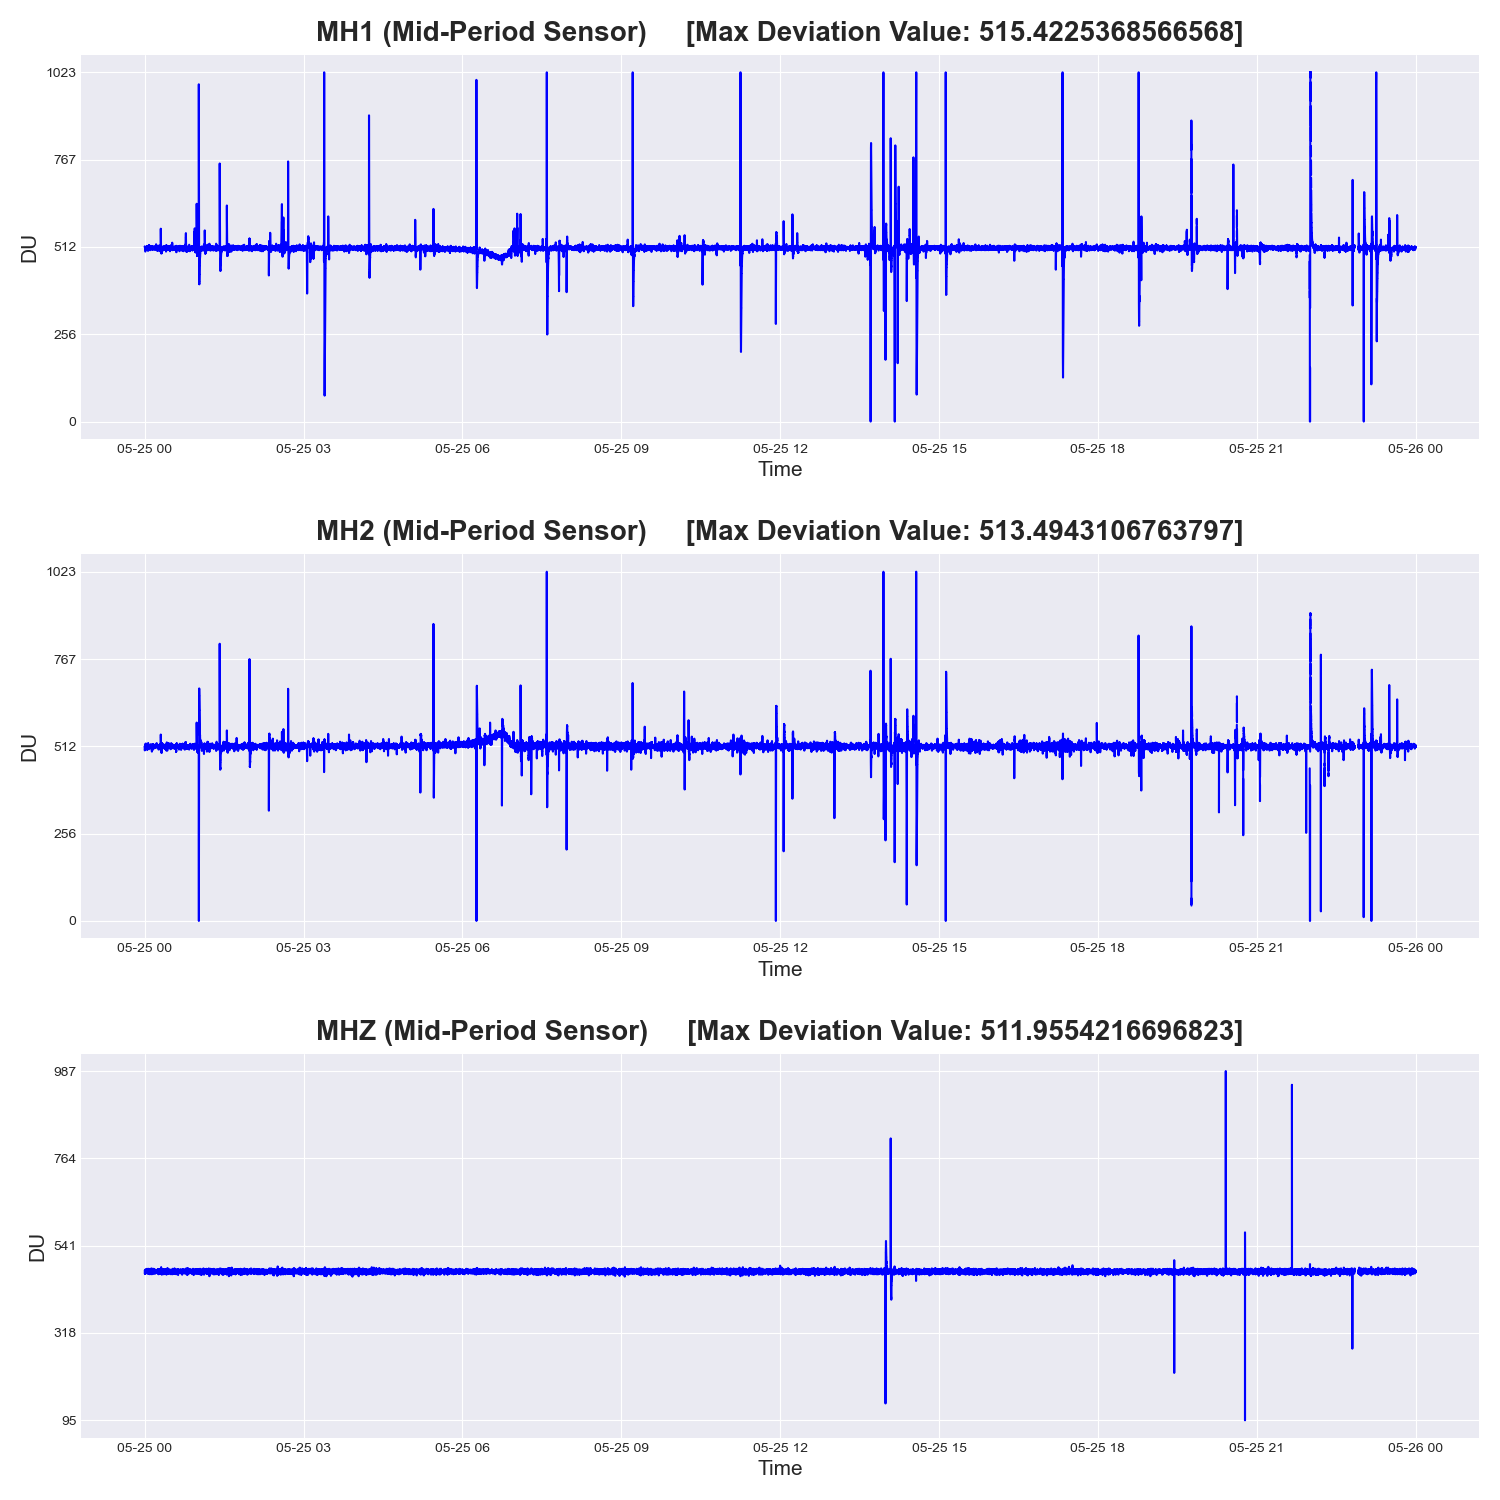 MH1 (Mid-Period Sensor)     [Max Deviation Value: 515.4225368566568]
1023
767
512
256
0
DU
05-25 00 05-25 03 05-25 06 05-25 09 05-25 12 05-25 15 05-25 18 05-25 21 05-26 00
Time
MH2 (Mid-Period Sensor)     [Max Deviation Value: 513.4943106763797]
1023
767
512
256
0
DU
05-25 00 05-25 03 05-25 06 05-25 09 05-25 12 05-25 15 05-25 18 05-25 21 05-26 00
Time
MHZ (Mid-Period Sensor)     [Max Deviation Value: 511.9554216696823]
987
764
541
318
95
DU
05-25 00 05-25 03 05-25 06 05-25 09 05-25 12 05-25 15 05-25 18 05-25 21 05-26 00
Time